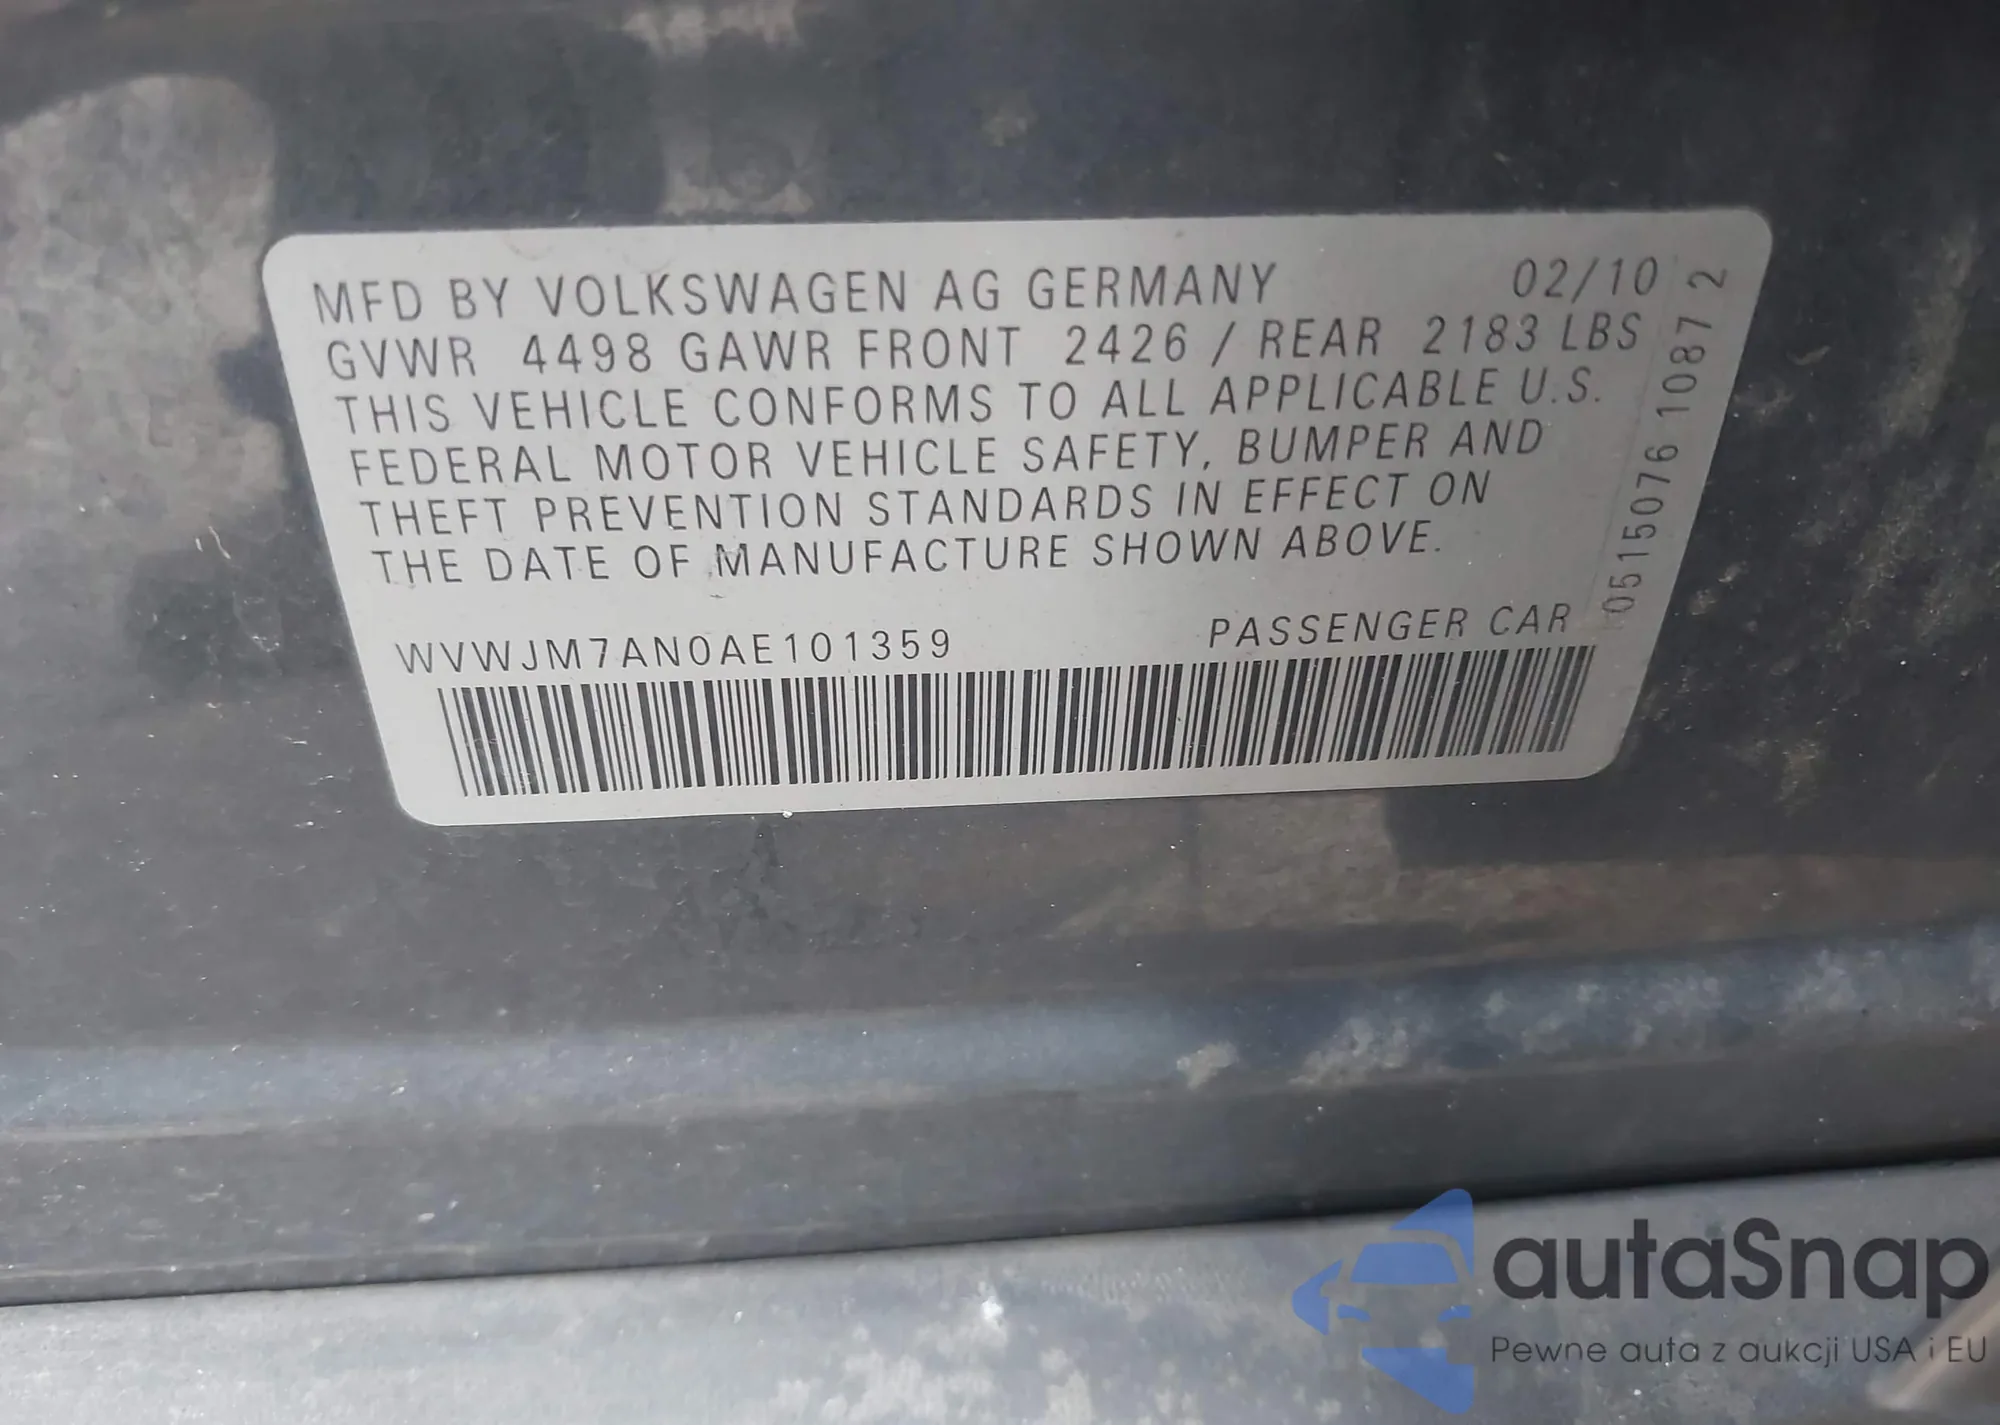 MFD BY VOLKSWAGEN AG GERMANY 02/10
GVWR 4498 GAWR FRONT 2426 / REAR 2183 LBS
THIS VEHICLE CONFORMS TO ALL APPLICABLE U.S.
FEDERAL MOTOR VEHICLE SAFETY, BUMPER AND
THEFT PREVENTION STANDARDS IN EFFECT ON
THE DATE OF MANUFACTURE SHOWN ABOVE.
WVWJM7AN0AE101359 PASSENGER CAR
0515076 1087 2
autaSnap
Pewne auta z aukcji USA i EU